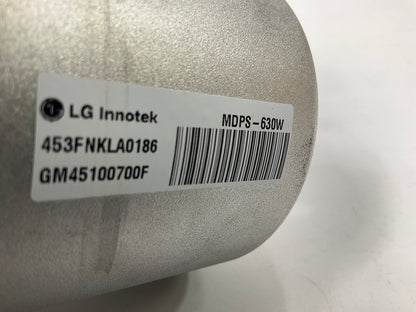 LG Innotek
MDPS-630W
453FNKLA0186
GM45100700F